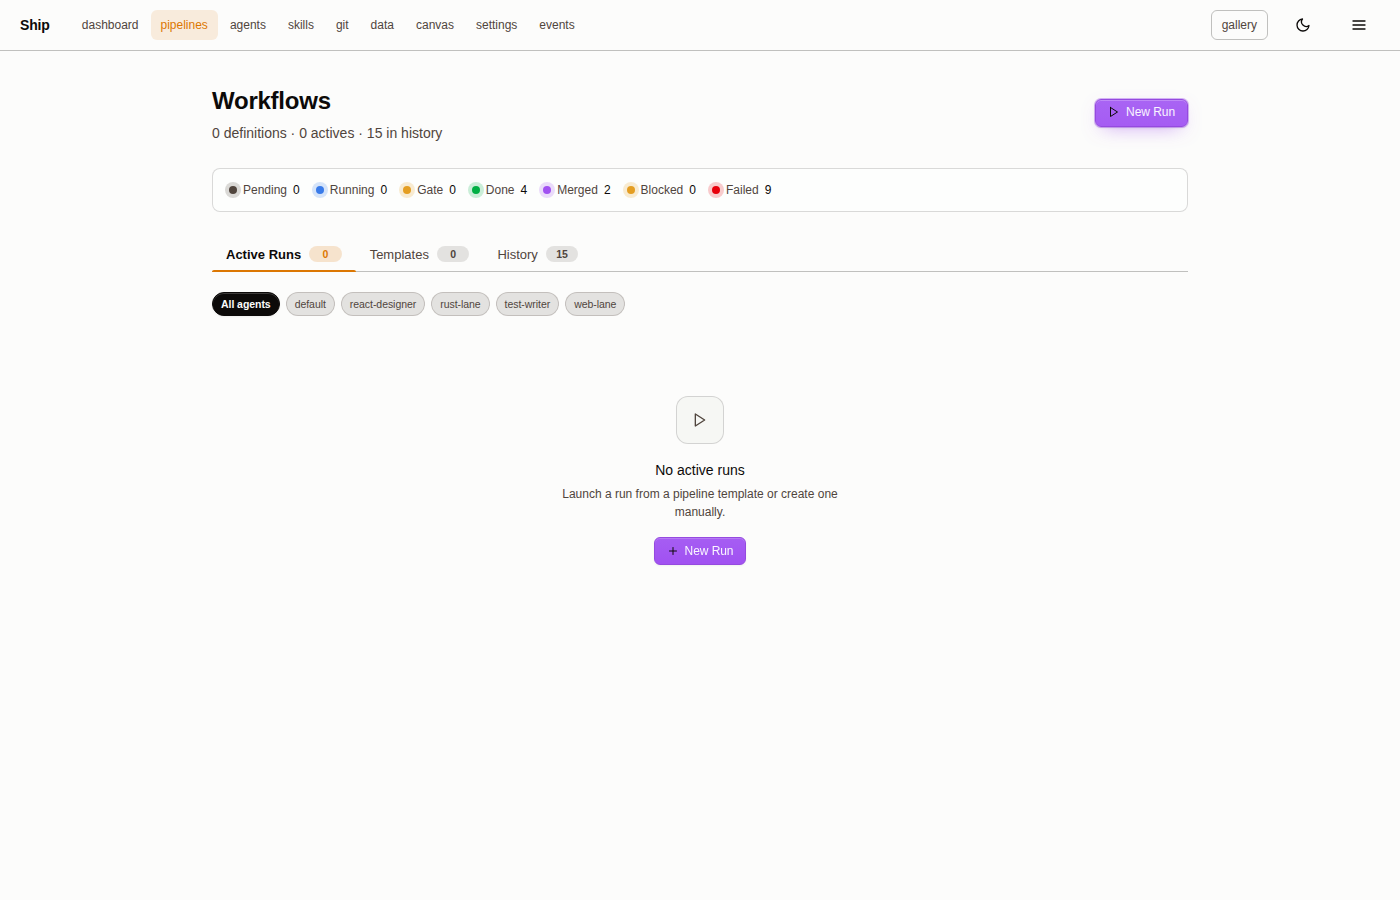 Ship dashboard pipelines agents skills git data canvas settings events gallery
Workflows
New Run
0 definitions · 0 actives · 15 in history
Pending 0 Running 0 Gate 0 Done 4 Merged 2 Blocked 0 Failed 9
Active Runs 0 Templates 0 History 15
All agents default react-designer rust-lane test-writer web-lane
No active runs
Launch a run from a pipeline template or create one
manually.
New Run